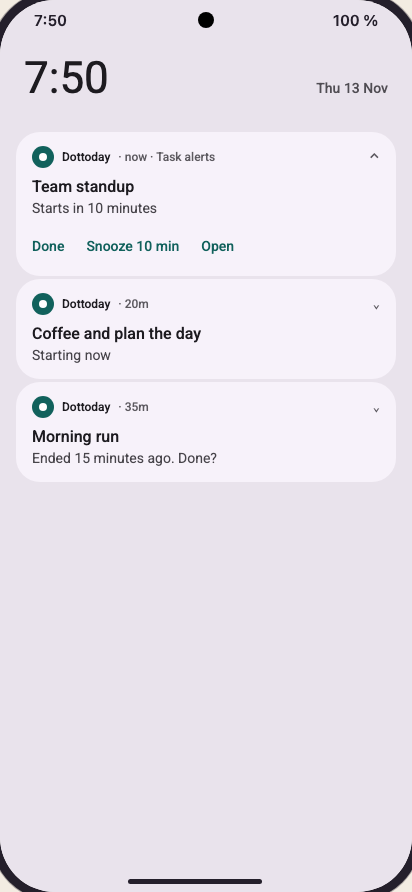 7:50 100 %
7:50
Thu 13 Nov
Dottoday · now · Task alerts
Team standup
Starts in 10 minutes
Done Snooze 10 min Open
Dottoday · 20m
Coffee and plan the day
Starting now
Dottoday · 35m
Morning run
Ended 15 minutes ago. Done?